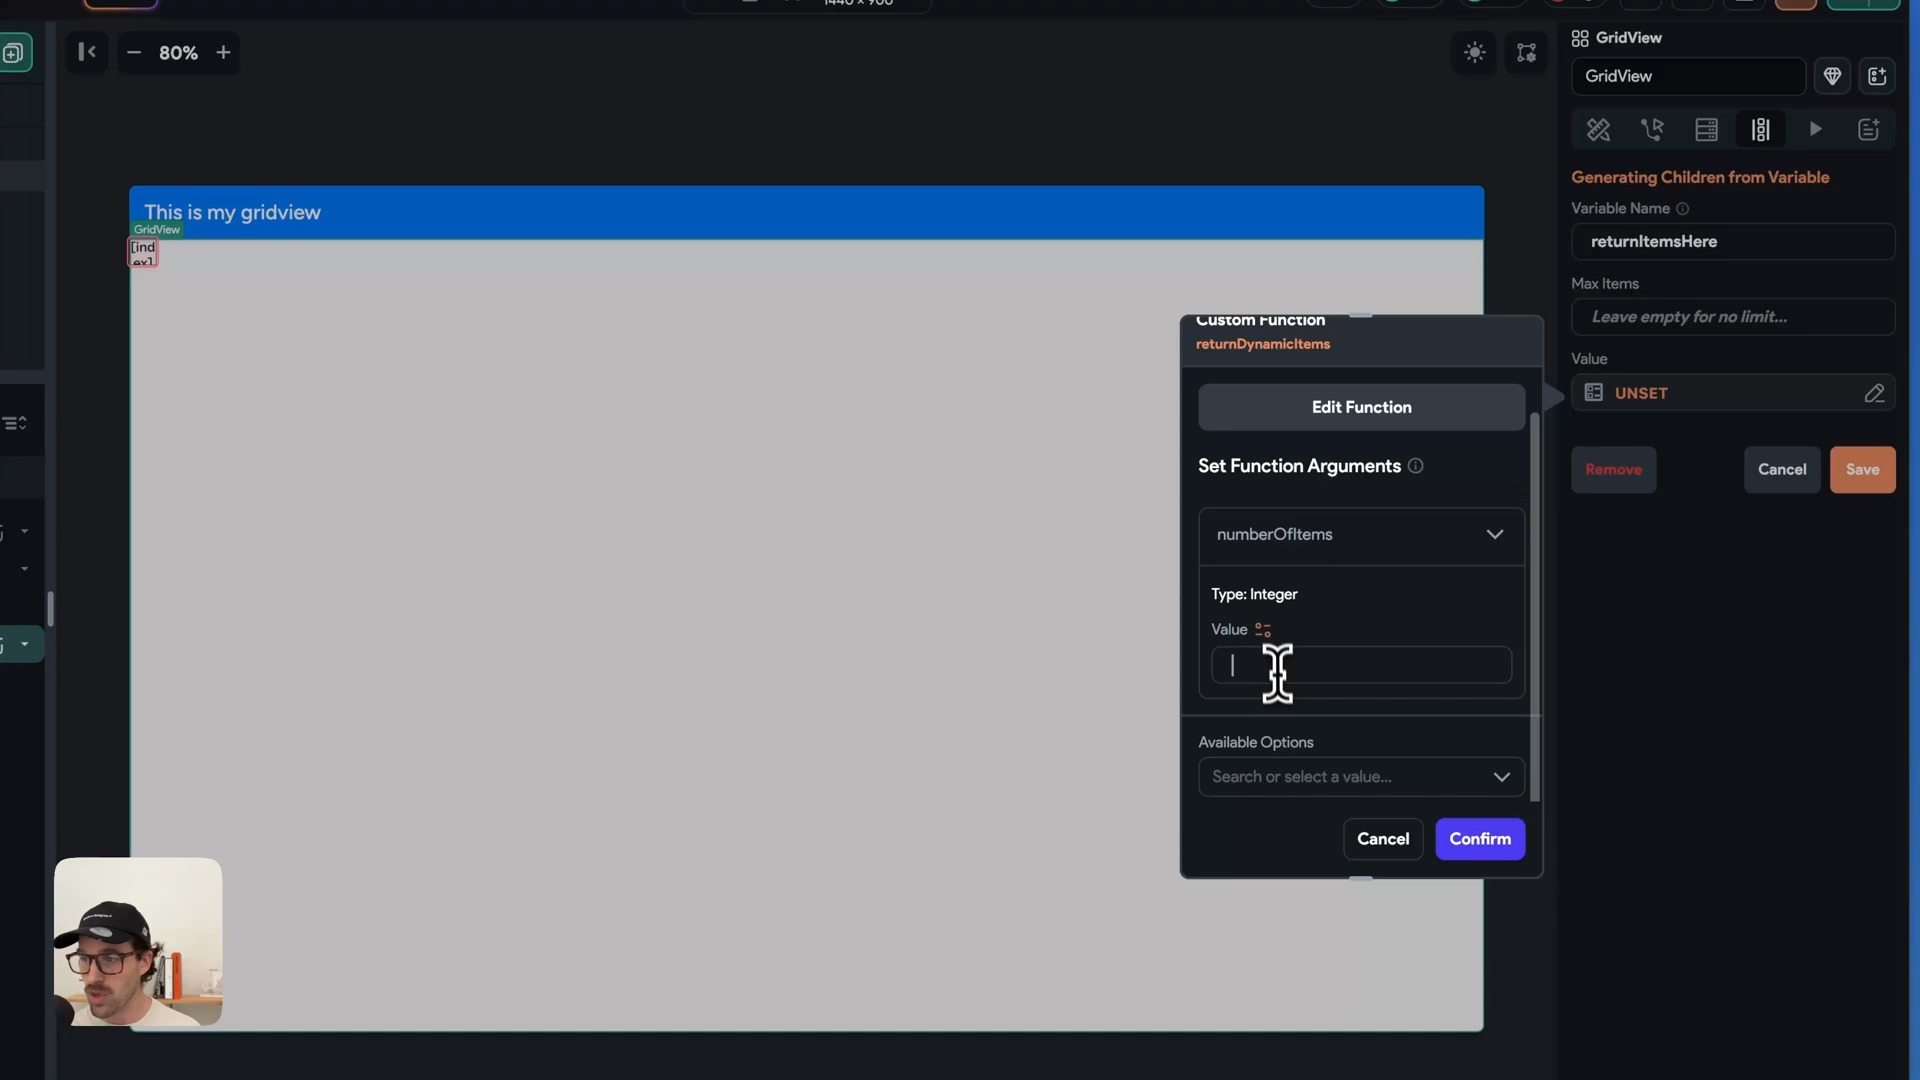 80%
This is my gridview
GridView
[ind
ex]
Custom Function
returnDynamicItems
Edit Function
Set Function Arguments
numberOfItems
Type: Integer
Value
Available Options
Search or select a value...
Cancel
Confirm
GridView
GridView
Generating Children from Variable
Variable Name
returnItemsHere
Max Items
Leave empty for no limit...
Value
UNSET
Remove
Cancel
Save